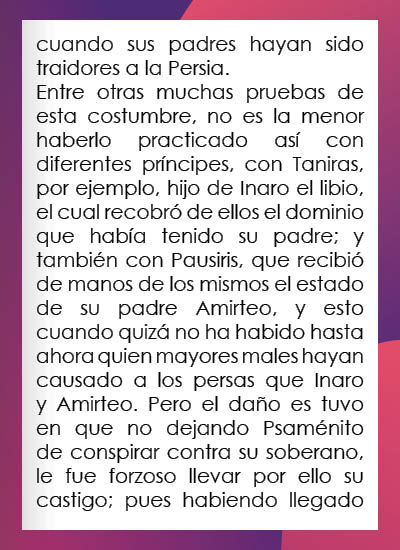 cuando sus padres hayan sido
traidores a la Persia.
Entre otras muchas pruebas de
esta costumbre, no es la menor
haberlo practicado así con
diferentes príncipes, con Taniras,
por ejemplo, hijo de Inaro el libio,
el cual recobró de ellos el dominio
que había tenido su padre; y
también con Pausiris, que recibió
de manos de los mismos el estado
de su padre Amirteo, y esto
cuando quizá no ha habido hasta
ahora quien mayores males hayan
causado a los persas que Inaro
y Amirteo. Pero el daño es tuvo
en que no dejando Psaménito
de conspirar contra su soberano,
le fue forzoso llevar por ello su
castigo; pues habiendo llegado